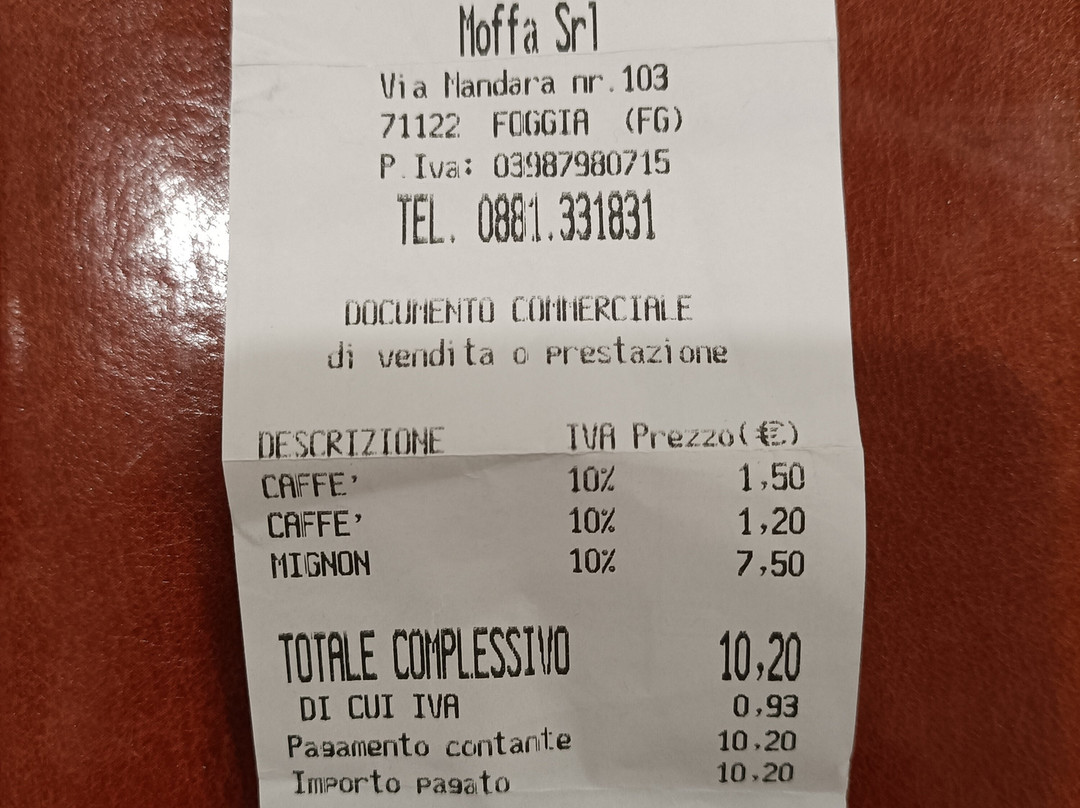 Moffa Srl
Via Mandara nr.103
71122 FOGGIA (FG)
P.Iva: 03987980715
TEL. 0881.331831
DOCUMENTO COMMERCIALE
di vendita o prestazione
DESCRIZIONE IVA Prezzo(€)
CAFFE' 10% 1,50
CAFFE' 10% 1,20
MIGNON 10% 7,50
TOTALE COMPLESSIVO 10,20
DI CUI IVA 0,93
Pagamento contante 10,20
Importo pagato 10,20